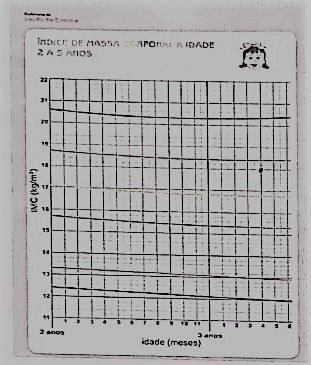 ÍNDICE DE MASSA CORPORAL X IDADE
2 A 5 ANOS
IMC (kg/m²)
22
21
20
19
18
17
16
15
14
13
12
11
1 2 3 4 5 6 7 8 9 10 11 1 2 3 4 5 6
2 anos 3 anos
idade (meses)